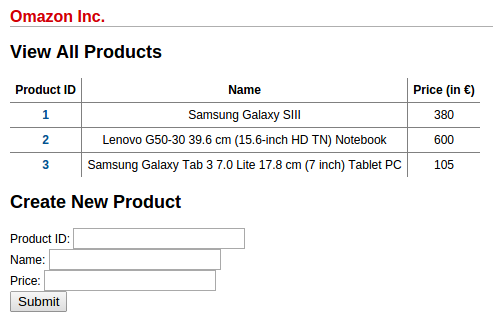 Omazon Inc.
View All Products
Product ID Name Price (in €)
1 Samsung Galaxy SIII 380
2 Lenovo G50-30 39.6 cm (15.6-inch HD TN) Notebook 600
3 Samsung Galaxy Tab 3 7.0 Lite 17.8 cm (7 inch) Tablet PC 105
Create New Product
Product ID:
Name:
Price:
Submit